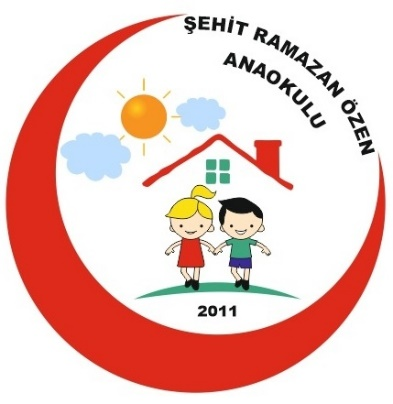 ŞEHİT RAMAZAN ÖZEN
ANAOKULU
2011